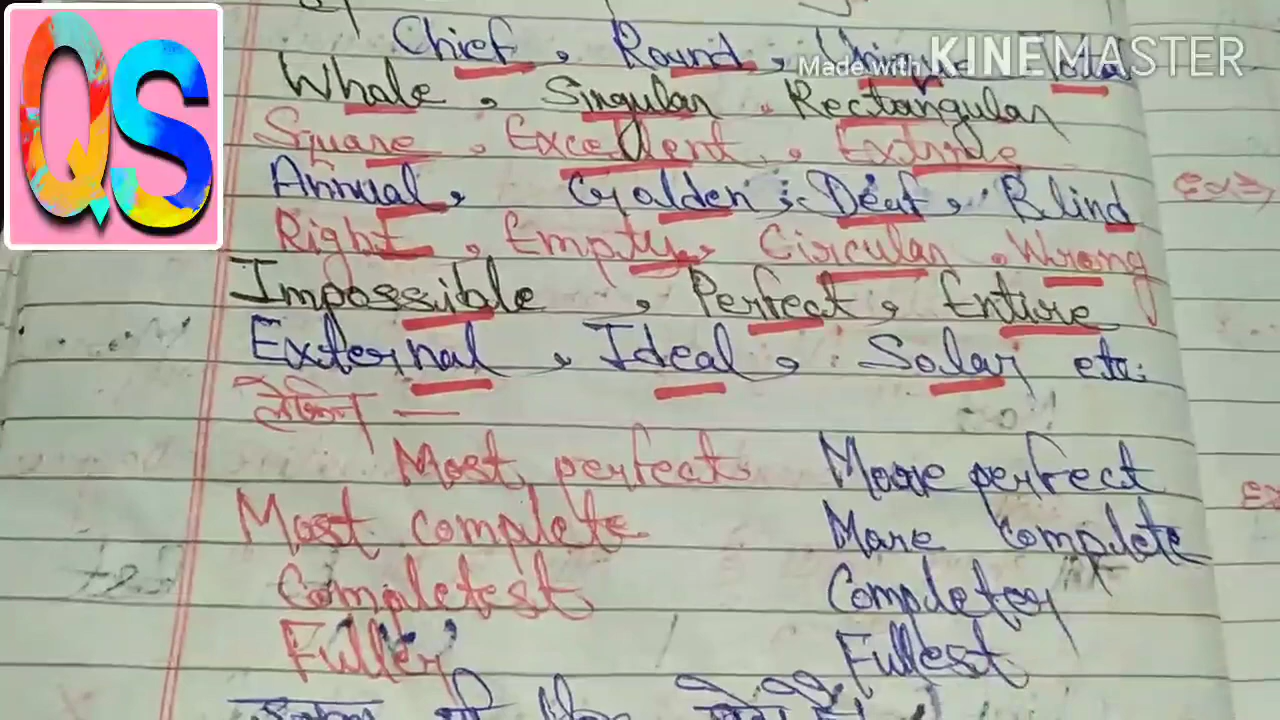 QS
Chief, Round, Unique Total
Made with KINEMASTER
Whole, Singular, Rectangular
Square, Excellent, Extreme
Annual, Golden, Deaf, Blind
Right, Empty, Circular, Wrong
Impossible, Perfect, Entire
External, Ideal, Solar etc.
लेकिन —
Most perfect More perfect
Most complete More complete
Completest Completer
Fuller Fullest